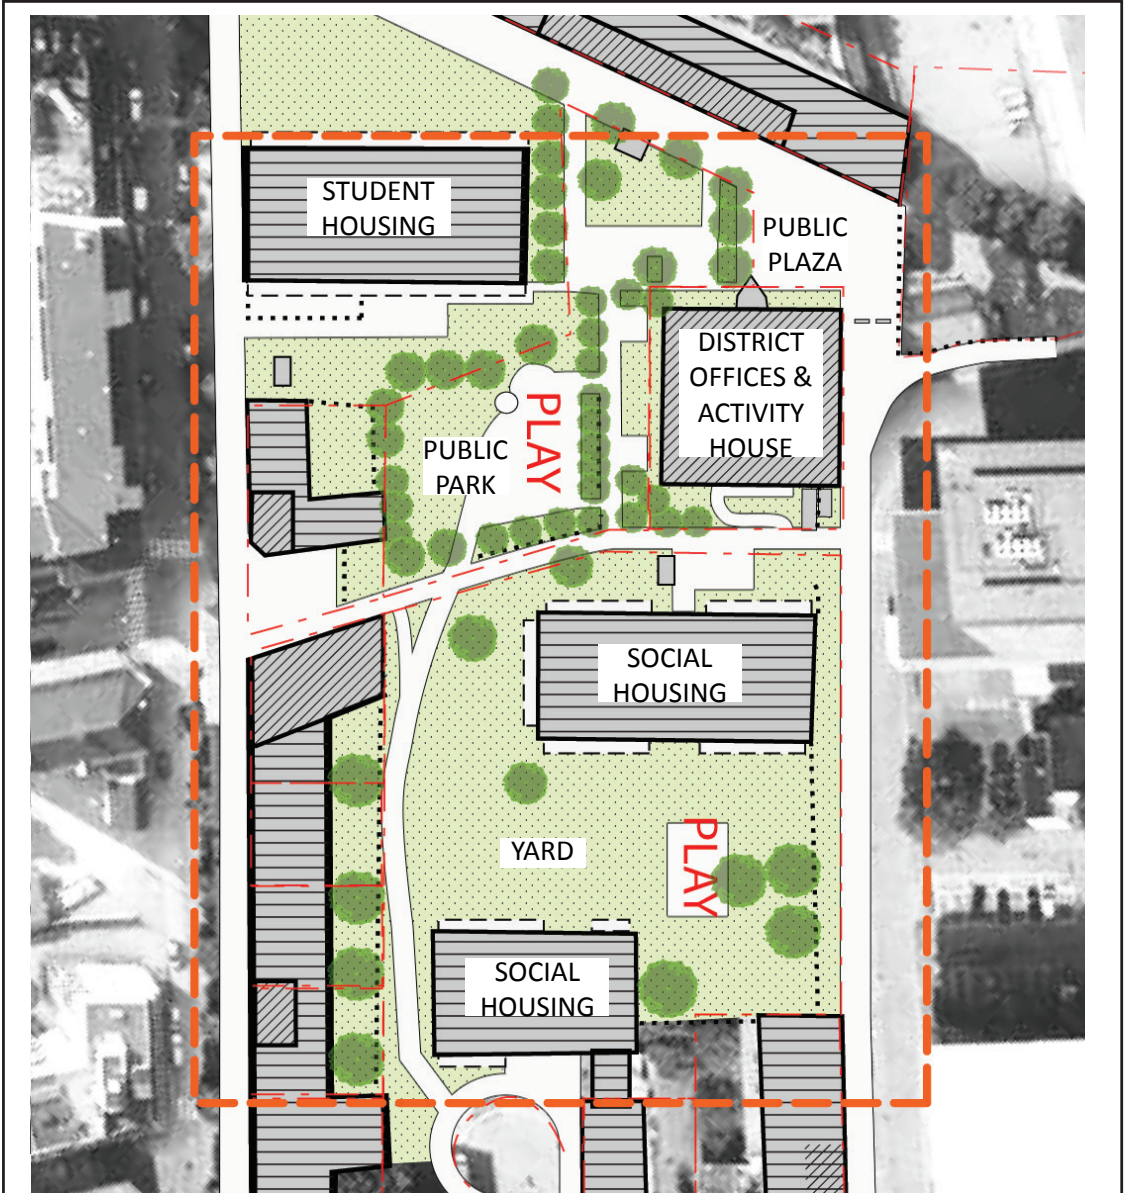 STUDENT
HOUSING
PUBLIC
PLAZA
DISTRICT
OFFICES &
ACTIVITY
HOUSE
PLAY
PUBLIC
PARK
SOCIAL
HOUSING
YARD
PLAY
SOCIAL
HOUSING